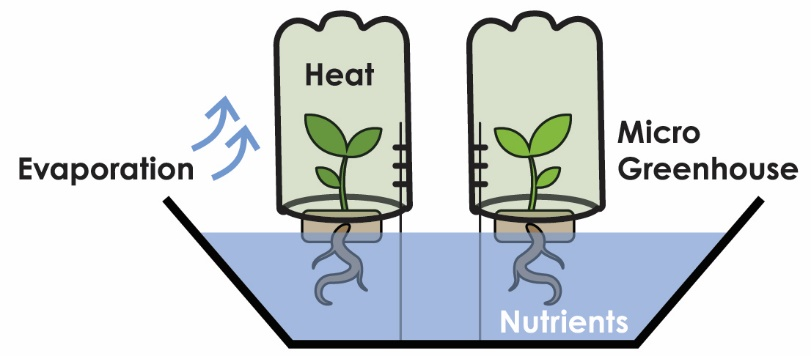 Heat
Evaporation
Micro
Greenhouse
Nutrients